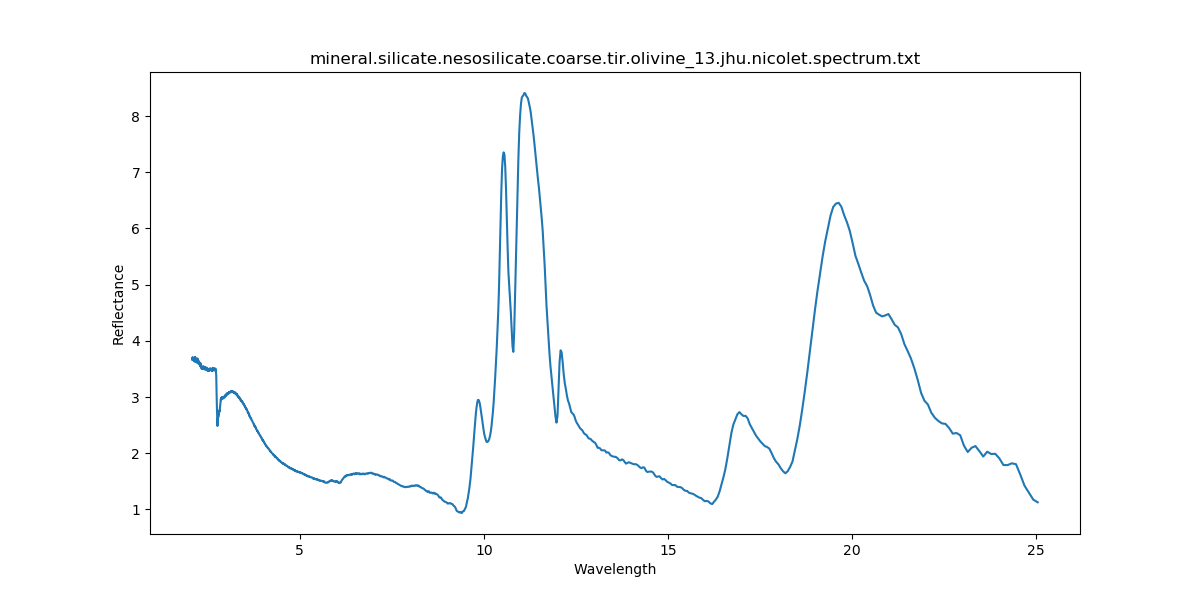 mineral.silicate.nesosilicate.coarse.tir.olivine_13.jhu.nicolet.spectrum.txt
8
7
6
5
4
3
2
1
Reflectance
5 10 15 20 25
Wavelength